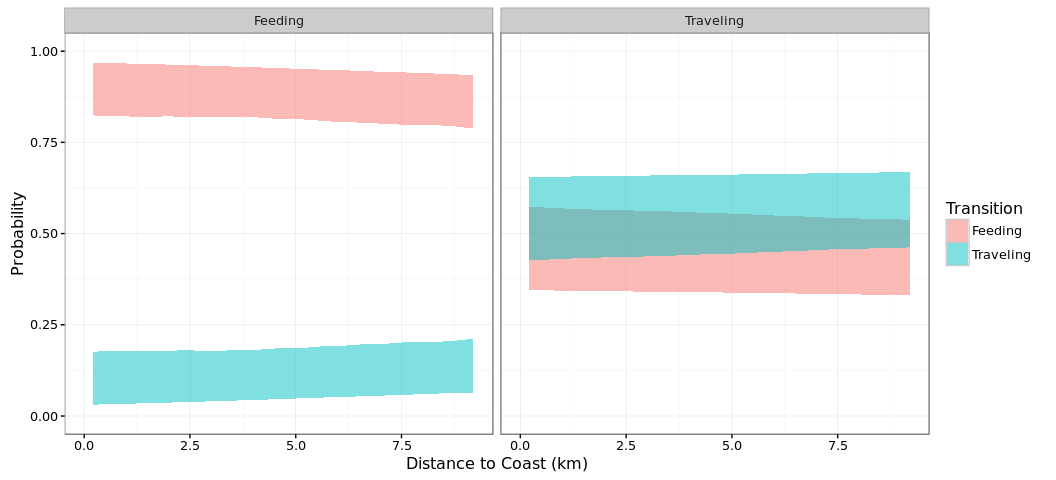 Feeding
Traveling
1.00
0.75
0.50
0.25
0.00
Probability
0.0 2.5 5.0 7.5
0.0 2.5 5.0 7.5
Distance to Coast (km)
Transition
Feeding
Traveling